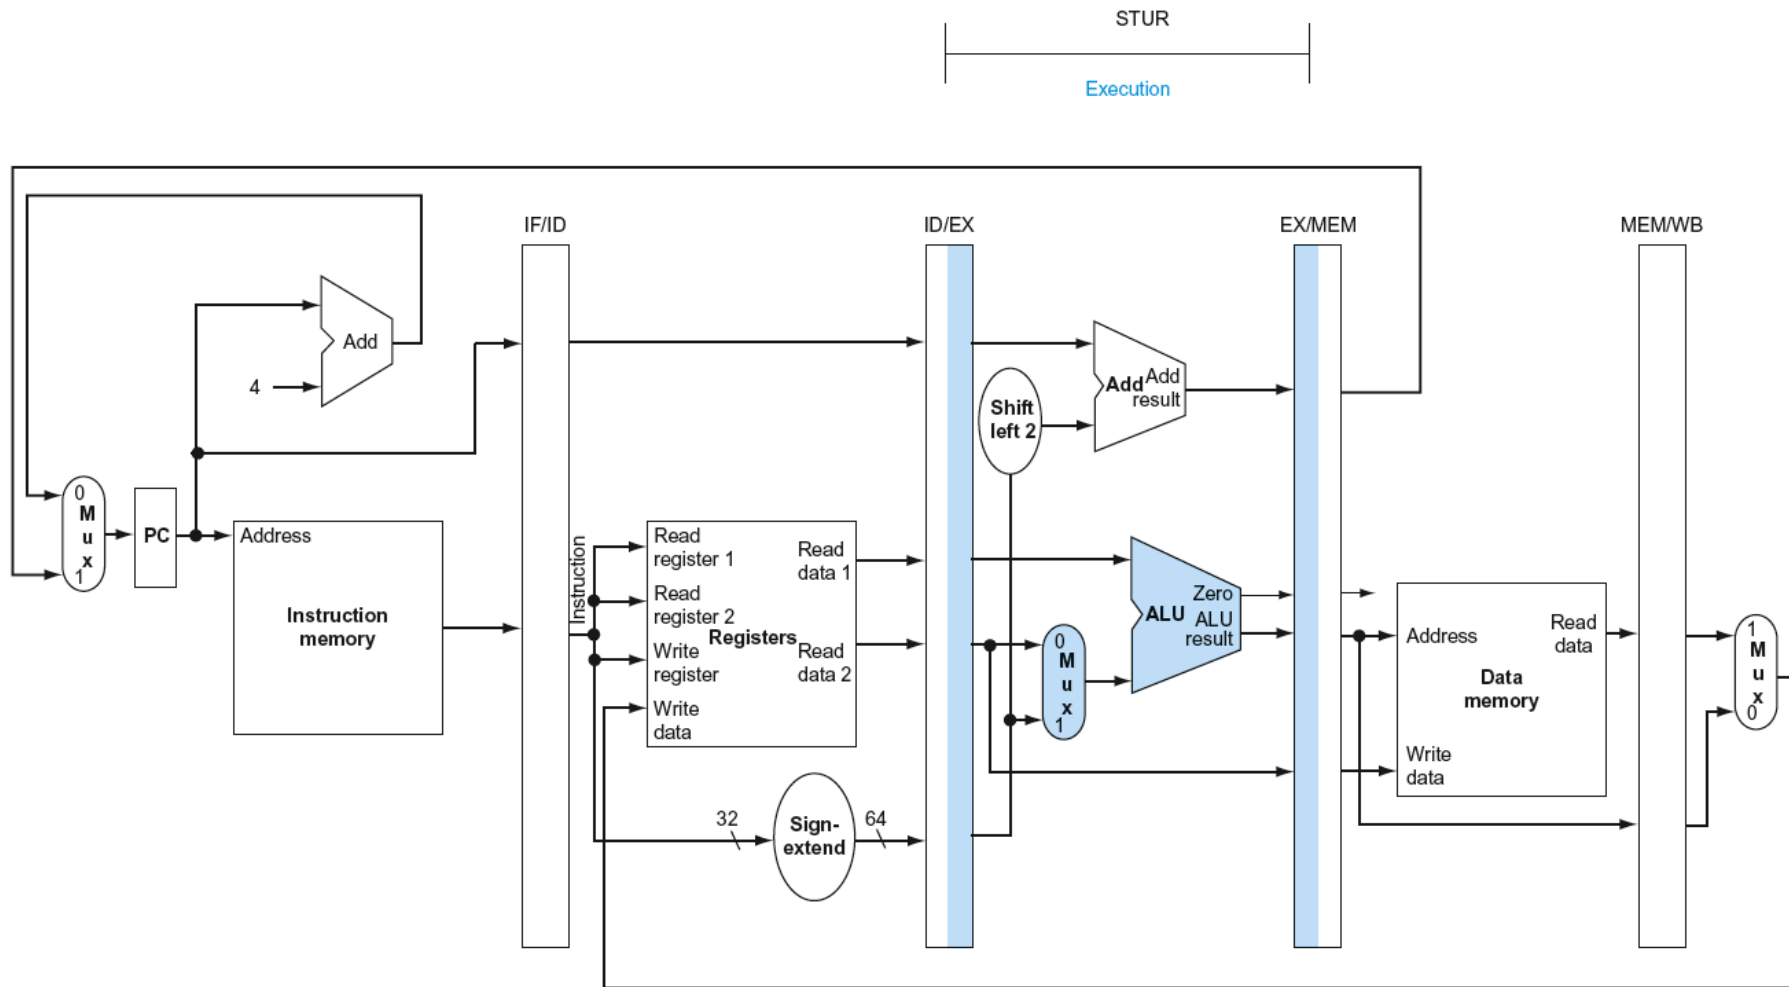 STUR
Execution
IF/ID
ID/EX
EX/MEM
MEM/WB
Add
4
Shift
left 2
Add
Add
result
0
M
u
x
1
PC
Address
Instruction
memory
Instruction
Read
register 1
Read
register 2
Write
register
Write
data
Registers
Read
data 1
Read
data 2
0
M
u
x
1
Zero
ALU
ALU
result
Address
Write
data
Data
memory
Read
data
1
M
u
x
0
32
Sign-
extend
64